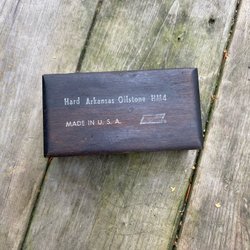 Hard Arkansas Oilstone HM4
MADE IN U. S. A.